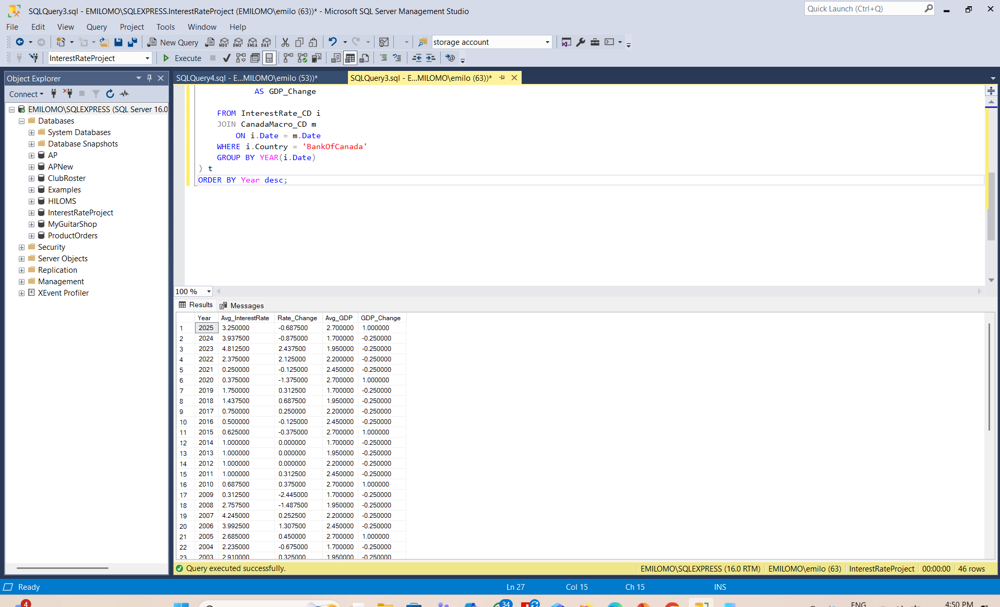 SQLQuery3.sql - EMILOMO\SQLEXPRESS.InterestRateProject (EMILOMO\emilo (63))* - Microsoft SQL Server Management Studio
Quick Launch (Ctrl+Q)
File Edit View Query Project Tools Window Help
New Query MDX DMX XMLA DAX storage account
InterestRateProject Execute
Object Explorer
Connect
EMILOMO\SQLEXPRESS (SQL Server 16.0
Databases
System Databases
Database Snapshots
AP
APNew
ClubRoster
Examples
HILOMS
InterestRateProject
MyGuitarShop
ProductOrders
Security
Server Objects
Replication
Management
XEvent Profiler
SQLQuery4.sql - E...MILOMO\emilo (53))*
SQLQuery3.sql - E...MILOMO\emilo (63))*
AS GDP_Change
FROM InterestRate_CD i
JOIN CanadaMacro_CD m
ON i.Date = m.Date
WHERE i.Country = 'BankOfCanada'
GROUP BY YEAR(i.Date)
) t
ORDER BY Year desc;
100 %
Results Messages
Year Avg_InterestRate Rate_Change Avg_GDP GDP_Change
1 2025 3.250000 -0.687500 2.700000 1.000000
2 2024 3.937500 -0.875000 1.700000 -0.250000
3 2023 4.812500 2.437500 1.950000 -0.250000
4 2022 2.375000 2.125000 2.200000 -0.250000
5 2021 0.250000 -0.125000 2.450000 -0.250000
6 2020 0.375000 -1.375000 2.700000 1.000000
7 2019 1.750000 0.312500 1.700000 -0.250000
8 2018 1.437500 0.687500 1.950000 -0.250000
9 2017 0.750000 0.250000 2.200000 -0.250000
10 2016 0.500000 -0.125000 2.450000 -0.250000
11 2015 0.625000 -0.375000 2.700000 1.000000
12 2014 1.000000 0.000000 1.700000 -0.250000
13 2013 1.000000 0.000000 1.950000 -0.250000
14 2012 1.000000 0.000000 2.200000 -0.250000
15 2011 1.000000 0.312500 2.450000 -0.250000
16 2010 0.687500 0.375000 2.700000 1.000000
17 2009 0.312500 -2.445000 1.700000 -0.250000
18 2008 2.757500 -1.487500 1.950000 -0.250000
19 2007 4.245000 0.252500 2.200000 -0.250000
20 2006 3.992500 1.307500 2.450000 -0.250000
21 2005 2.685000 0.450000 2.700000 1.000000
22 2004 2.235000 -0.675000 1.700000 -0.250000
23 2003 2.910000 0.325000 1.950000 -0.250000
Query executed successfully.
EMILOMO\SQLEXPRESS (16.0 RTM) EMILOMO\emilo (63) InterestRateProject 00:00:00 46 rows
Ready Ln 27 Col 15 Ch 15 INS
4 34 ENG 4:50 PM